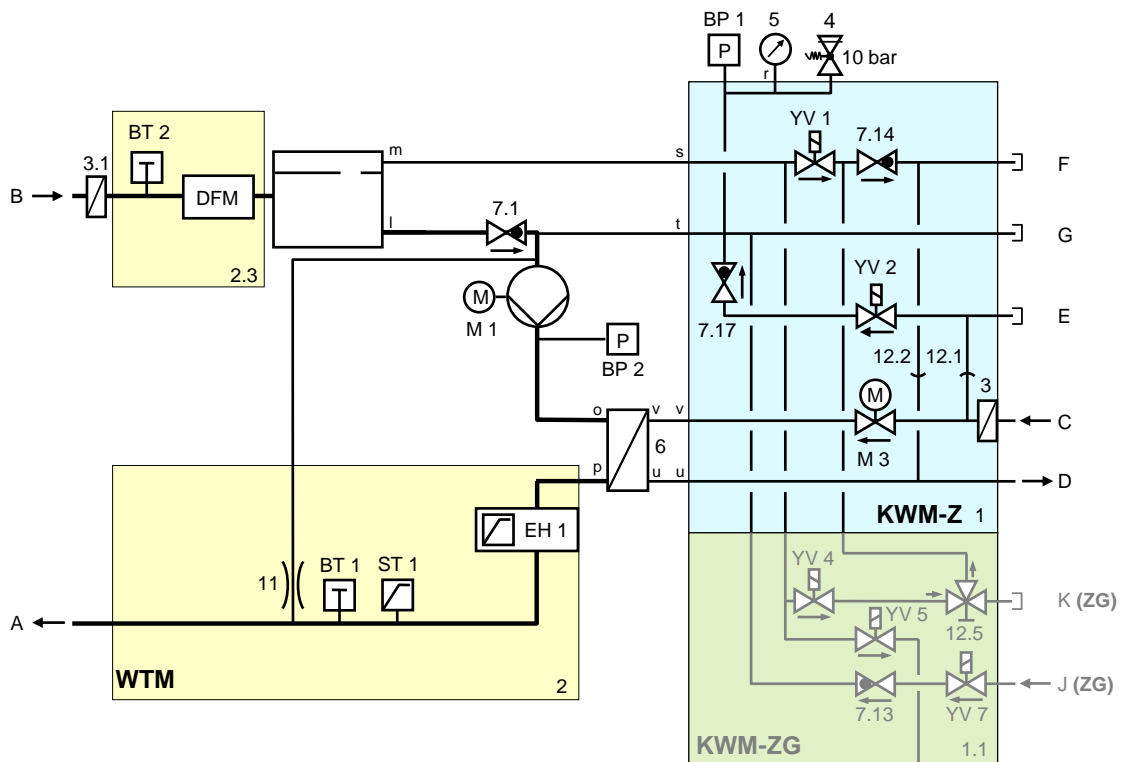 BP 1
5
4
P
10 bar
r
BT 2
YV 1
7.14
3.1
m
s
F
B
DFM
l
7.1
t
G
2.3
YV 2
M
M 1
7.17
E
P
BP 2
12.2
12.1
M
3
o
v
v
C
6
M 3
p
u
u
D
KWM-Z
1
EH 1
YV 4
BT 1
ST 1
11
YV 5
K (ZG)
A
12.5
WTM
2
J (ZG)
7.13
YV 7
KWM-ZG
1.1